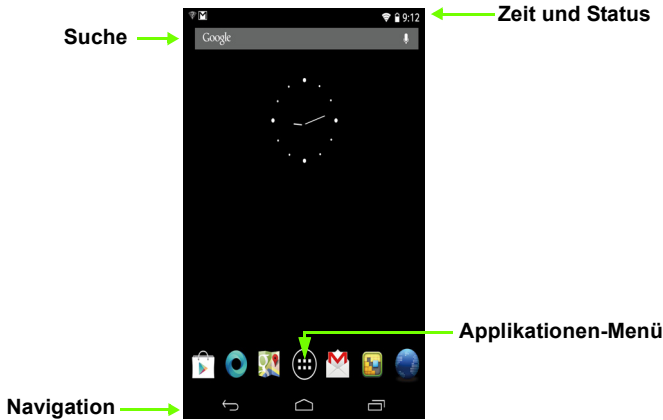 9:12
Zeit und Status
Suche
Google
Applikationen-Menü
Navigation